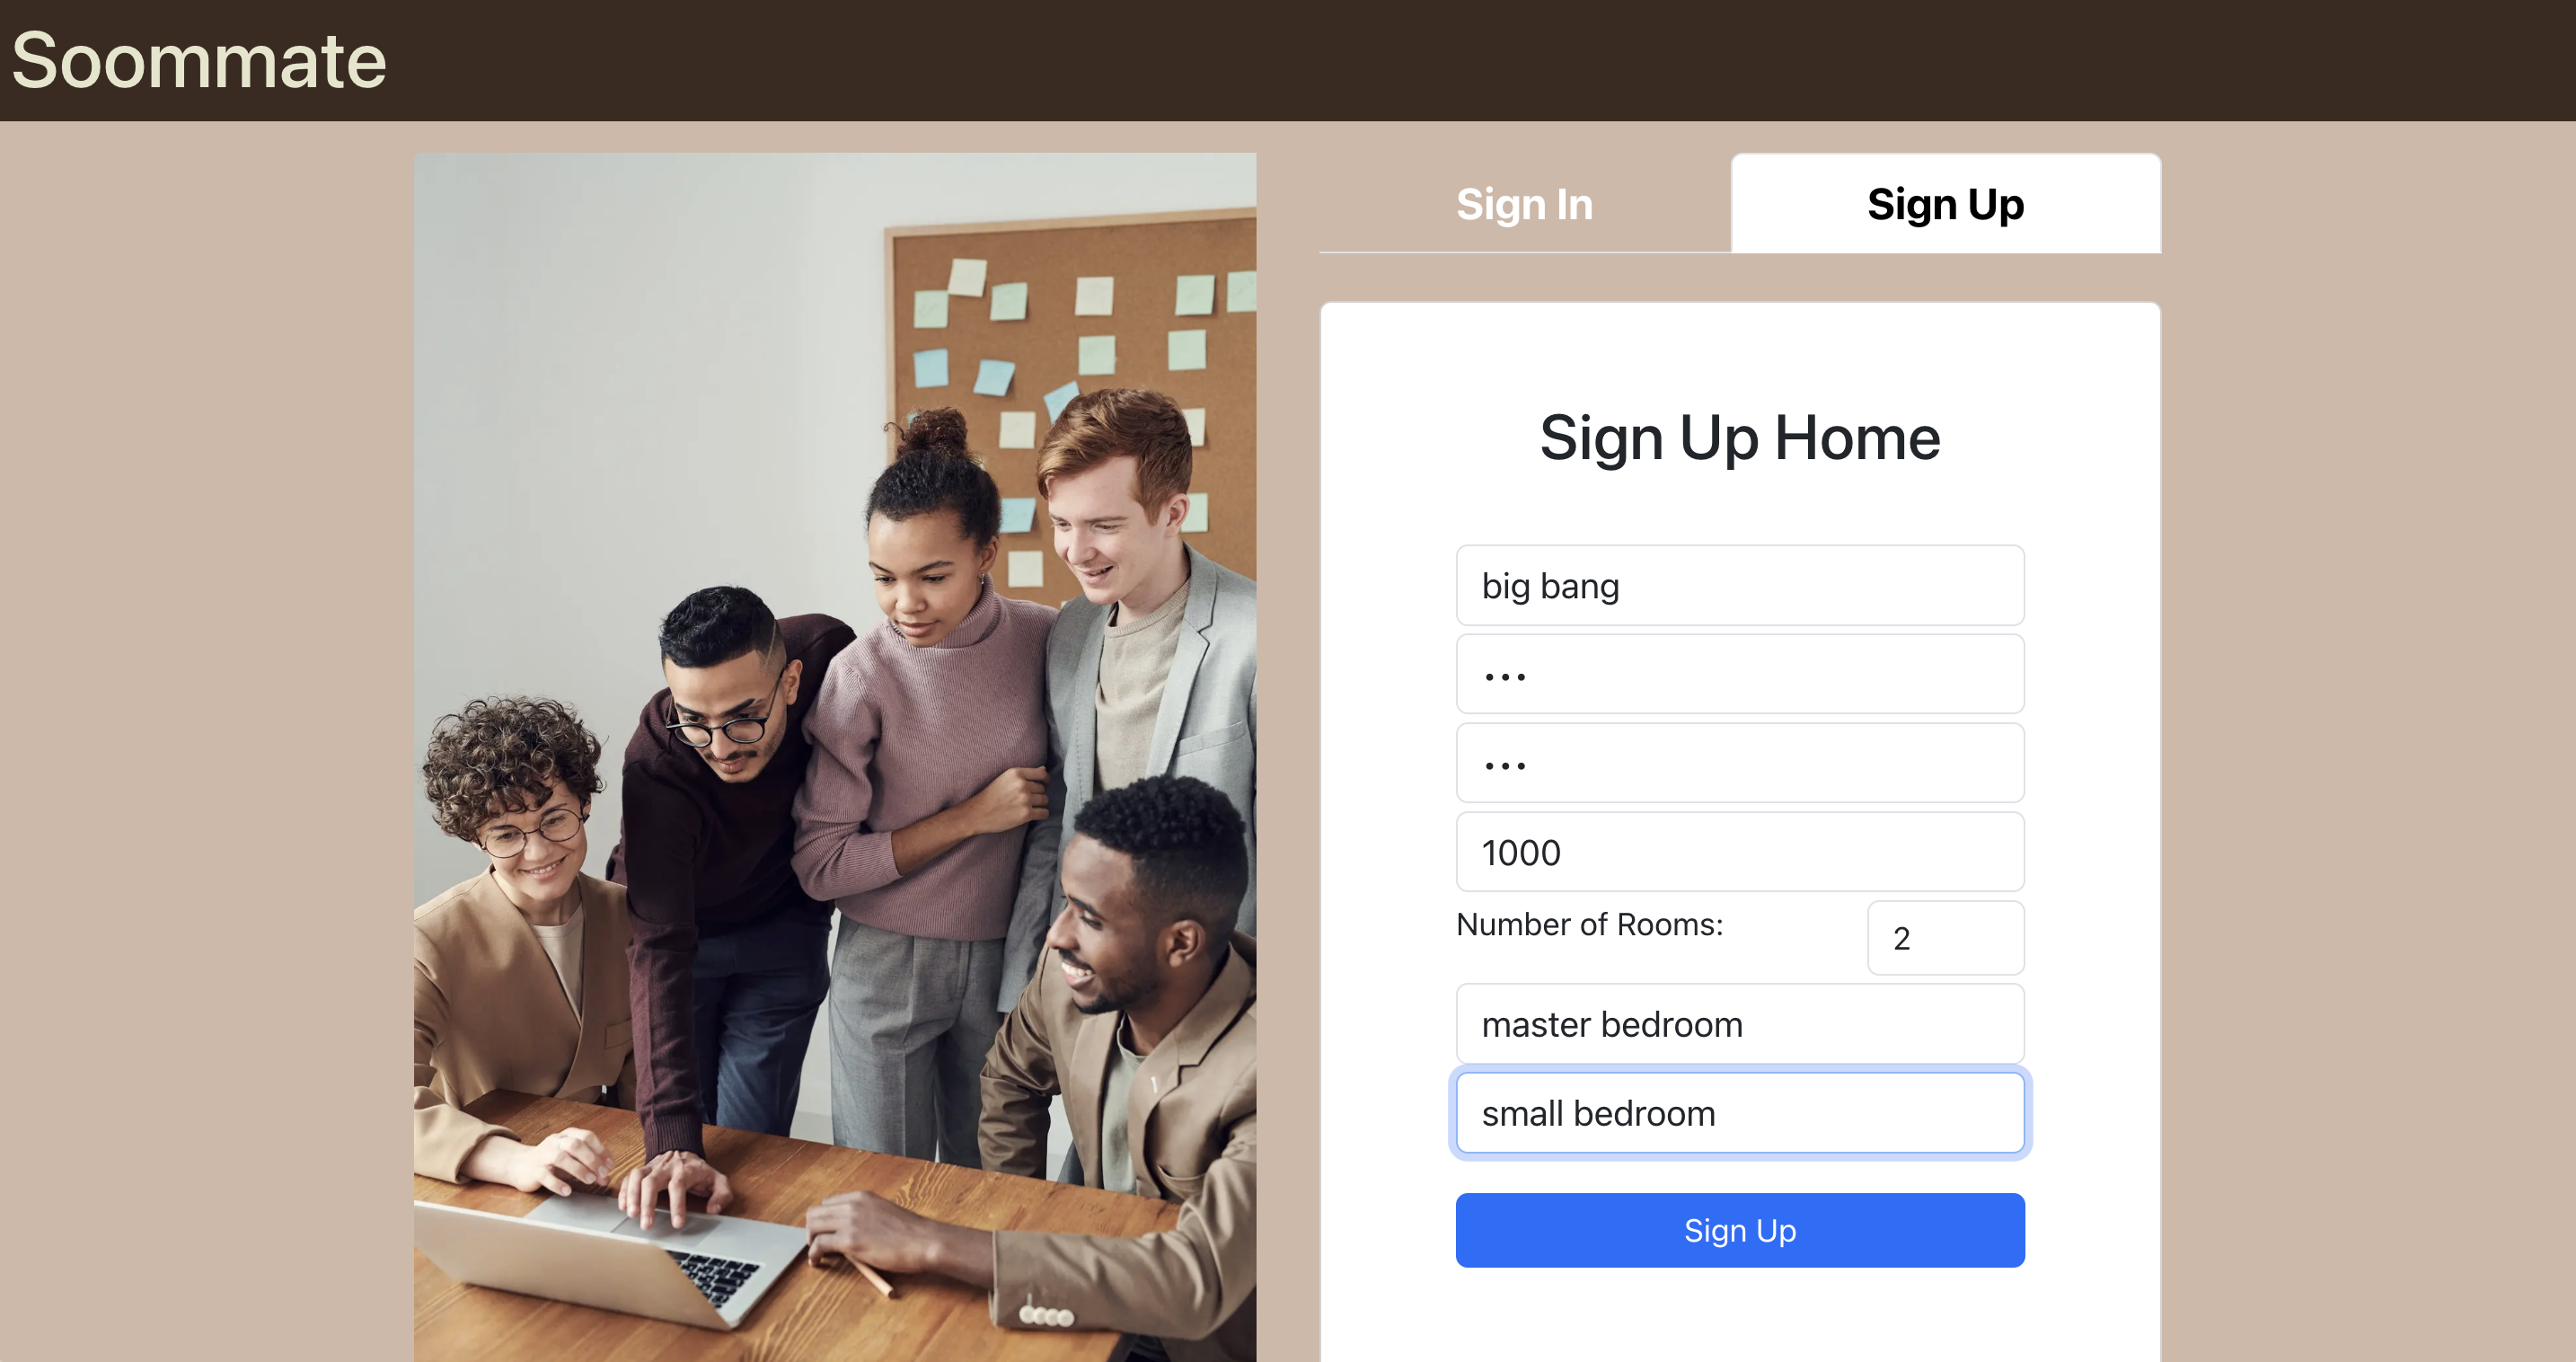 Soommate
Sign In
Sign Up
Sign Up Home
big bang
•••
•••
1000
Number of Rooms:
2
master bedroom
small bedroom
Sign Up